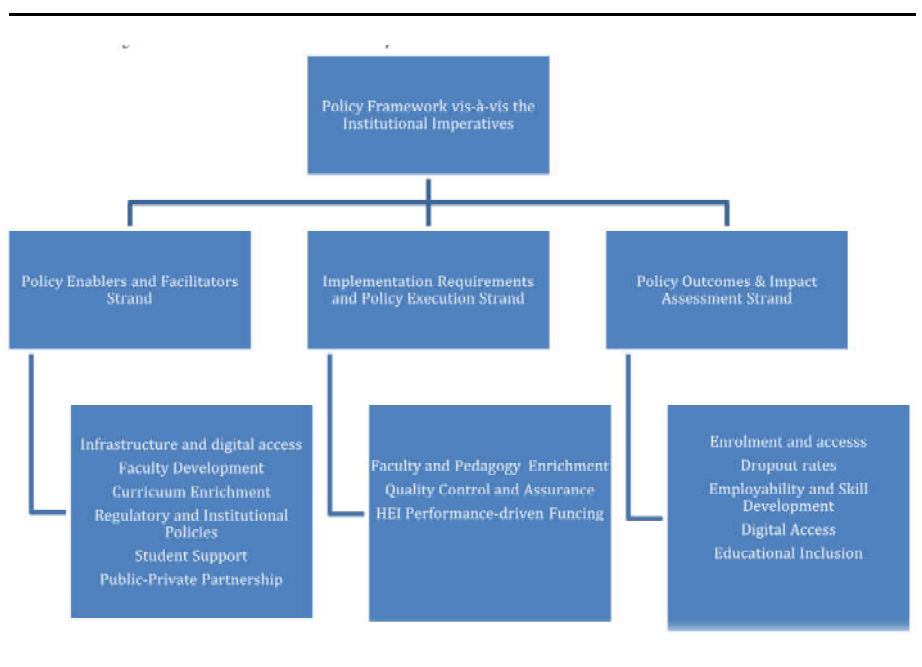 Policy Framework vis-à-vis the
Institutional Imperatives
Policy Enablers and Facilitators
Strand
Implementation Requirements
and Policy Execution Strand
Policy Outcomes & Impact
Assessment Strand
Infrastructure and digital access
Faculty Development
Curricuum Enrichment
Regulatory and Institutional
Policies
Student Support
Public-Private Partnership
Faculty and Pedagogy Enrichment
Quality Control and Assurance
HEI Performance-driven Funcing
Enrolment and accesss
Dropout rates
Employability and Skill
Development
Digital Access
Educational Inclusion